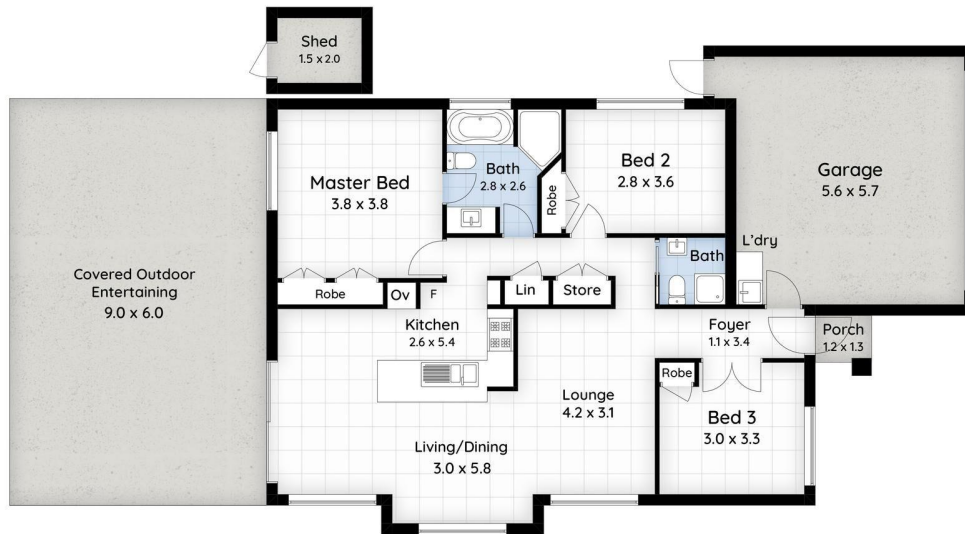 Shed
1.5 x 2.0
Master Bed
3.8 x 3.8
Bath
2.8 x 2.6
Robe
Bed 2
2.8 x 3.6
Garage
5.6 x 5.7
Covered Outdoor
Entertaining
9.0 x 6.0
Robe
Ov
F
Lin
Store
Bath
L'dry
Kitchen
2.6 x 5.4
Foyer
1.1 x 3.4
Porch
1.2 x 1.3
Lounge
4.2 x 3.1
Robe
Bed 3
3.0 x 3.3
Living/Dining
3.0 x 5.8